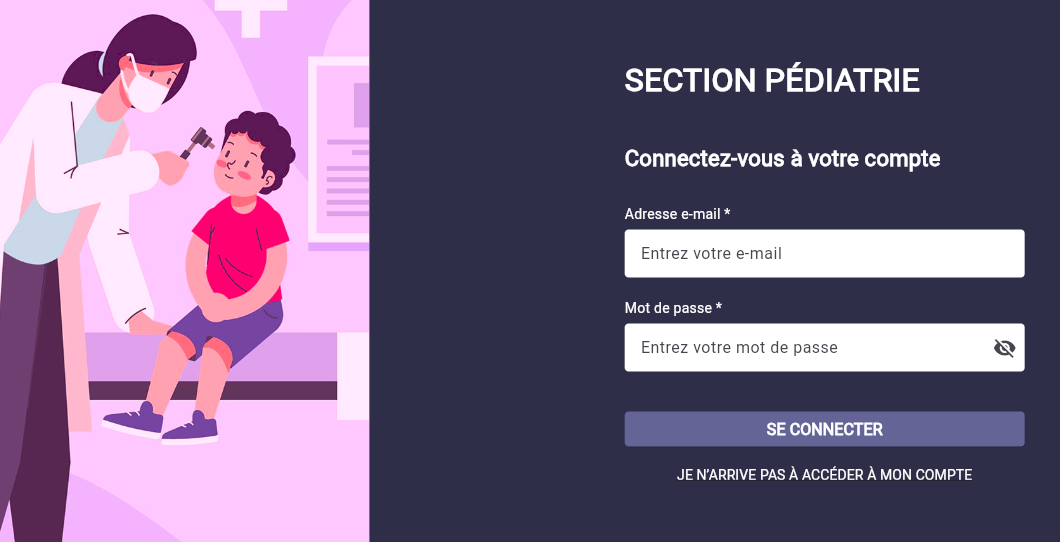 SECTION PÉDIATRIE
Connectez-vous à votre compte
Adresse e-mail *
Entrez votre e-mail
Mot de passe *
Entrez votre mot de passe
SE CONNECTER
JE N’ARRIVE PAS À ACCÉDER À MON COMPTE